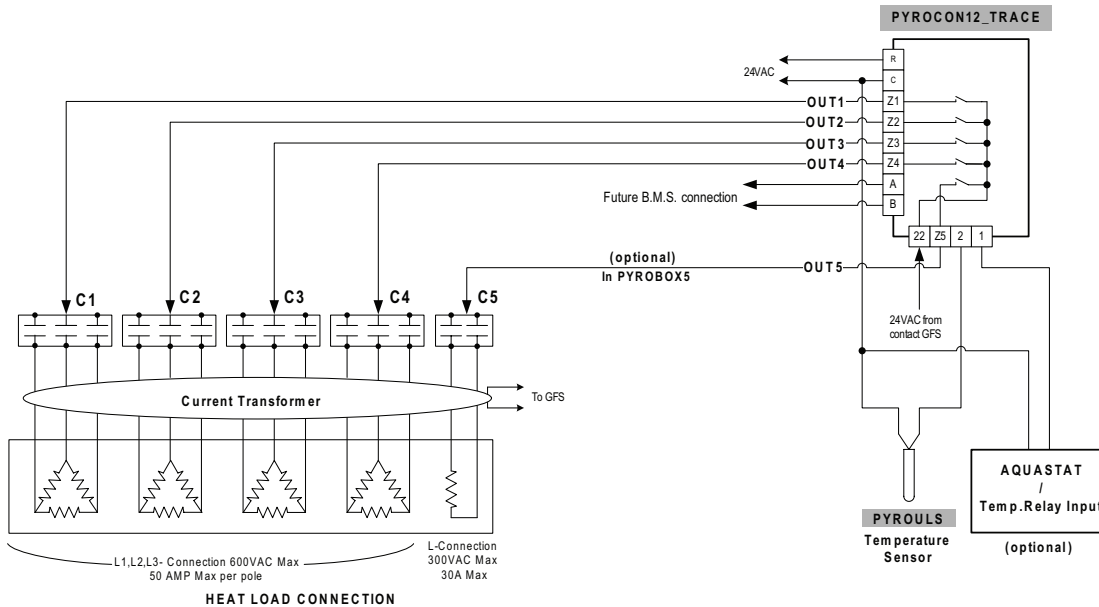 PYROCON12_TRACE
R
24VAC
C
OUT1
Z1
OUT2
Z2
OUT3
Z3
OUT4
Z4
A
Future B.M.S. connection
B
22
Z5
2
1
(optional)
In PYROBOX5
OUT5
C1
C2
C3
C4
C5
24VAC from
contact GFS
Current Transformer
To GFS
AQUASTAT
/
Temp.Relay Input
(optional)
PYROULS
Temperature
Sensor
L1,L2,L3- Connection 600VAC Max
50 AMP Max per pole
L-Connection
300VAC Max
30A Max
HEAT LOAD CONNECTION